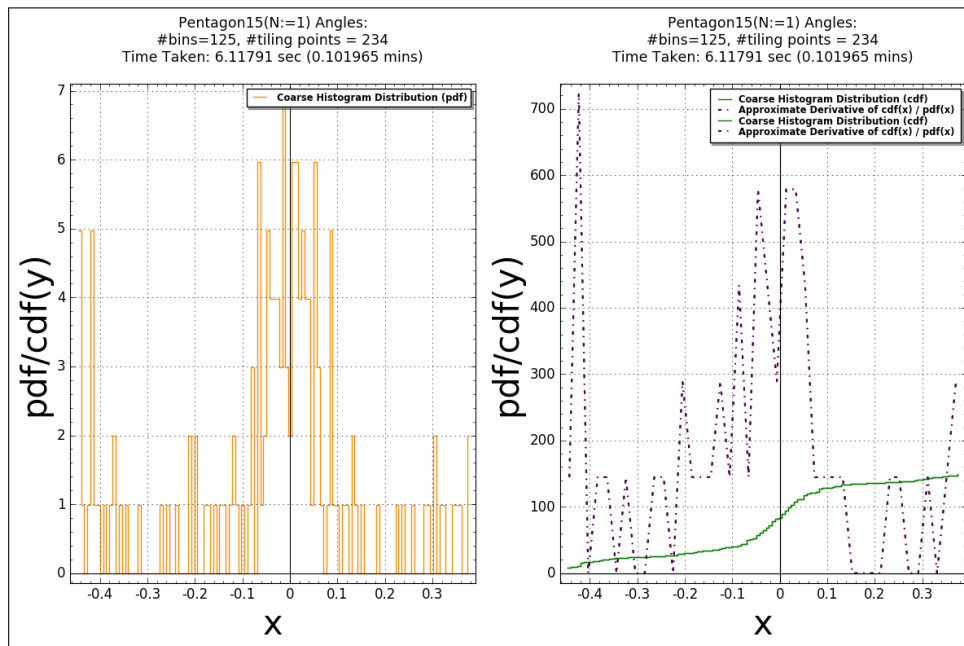 Pentagon15(N:=1) Angles:
#bins=125, #tiling points = 234
Time Taken: 6.11791 sec (0.101965 mins)
Coarse Histogram Distribution (pdf)
7
6
5
4
3
2
1
0
pdf/cdf(y)
-0.4 -0.3 -0.2 -0.1 0 0.1 0.2 0.3
x
Pentagon15(N:=1) Angles:
#bins=125, #tiling points = 234
Time Taken: 6.11791 sec (0.101965 mins)
Coarse Histogram Distribution (cdf)
Approximate Derivative of cdf(x) / pdf(x)
Coarse Histogram Distribution (cdf)
Approximate Derivative of cdf(x) / pdf(x)
700
600
500
400
300
200
100
0
pdf/cdf(y)
-0.4 -0.3 -0.2 -0.1 0 0.1 0.2 0.3
x